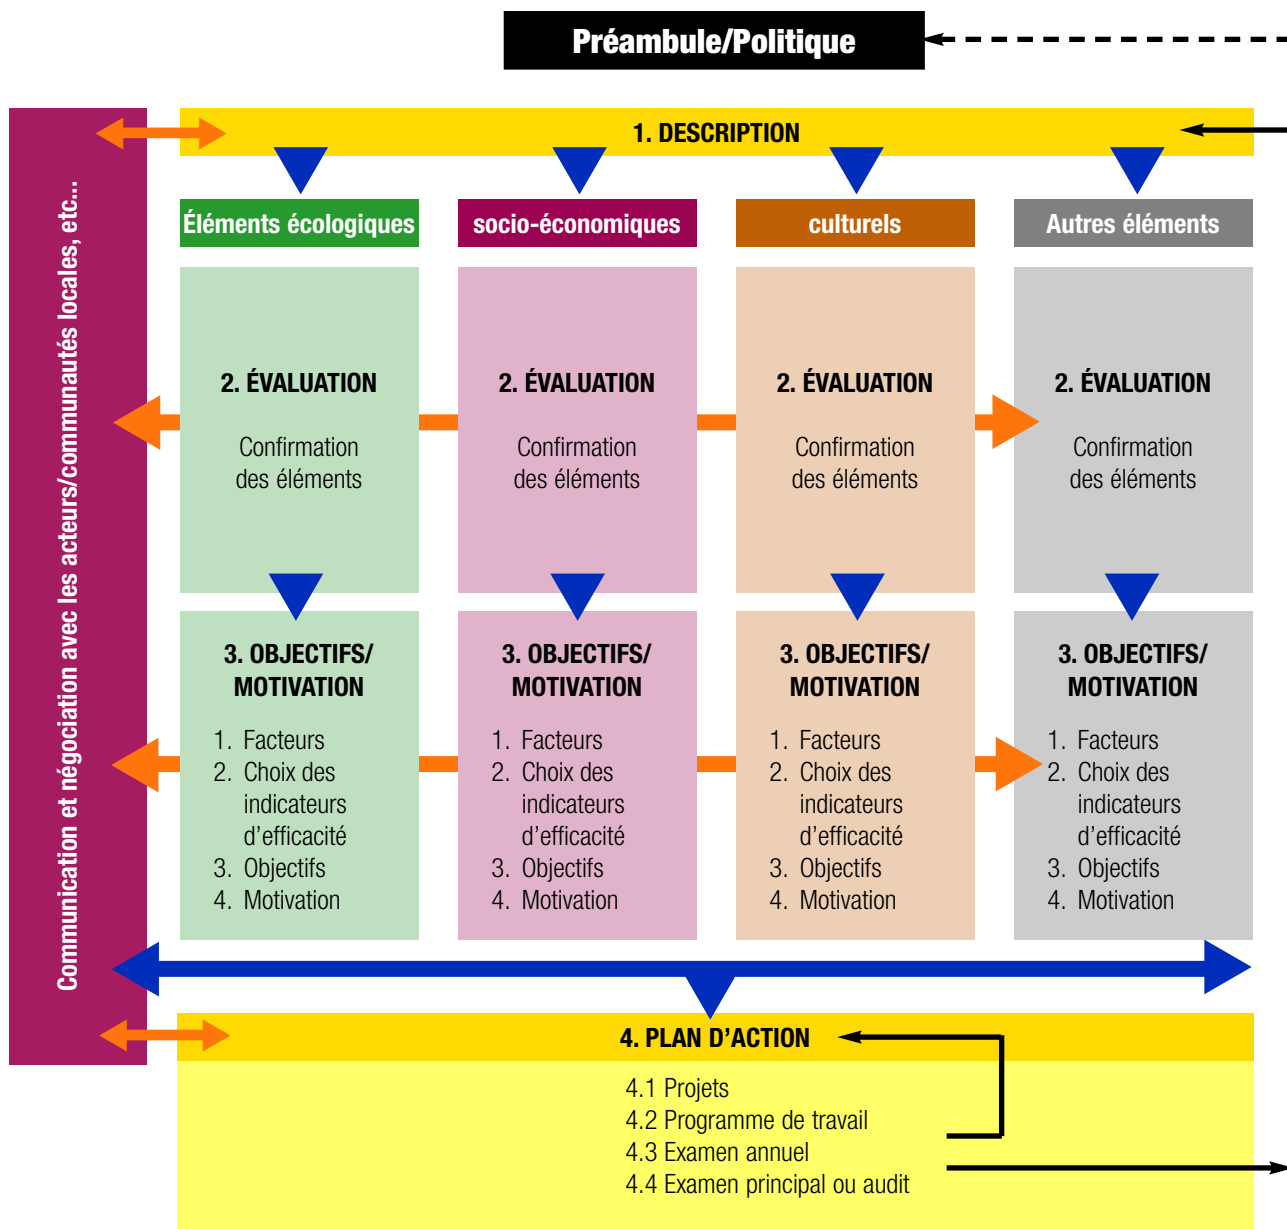 Préambule/Politique
Communication et négociation avec les acteurs/communautés locales, etc...
1. DESCRIPTION
Éléments écologiques
socio-économiques
culturels
Autres éléments
2. ÉVALUATION
Confirmation
des éléments
2. ÉVALUATION
Confirmation
des éléments
2. ÉVALUATION
Confirmation
des éléments
2. ÉVALUATION
Confirmation
des éléments
3. OBJECTIFS/
MOTIVATION
1. Facteurs
2. Choix des
indicateurs
d’efficacité
3. Objectifs
4. Motivation
3. OBJECTIFS/
MOTIVATION
1. Facteurs
2. Choix des
indicateurs
d’efficacité
3. Objectifs
4. Motivation
3. OBJECTIFS/
MOTIVATION
1. Facteurs
2. Choix des
indicateurs
d’efficacité
3. Objectifs
4. Motivation
3. OBJECTIFS/
MOTIVATION
1. Facteurs
2. Choix des
indicateurs
d’efficacité
3. Objectifs
4. Motivation
4. PLAN D’ACTION
4.1 Projets
4.2 Programme de travail
4.3 Examen annuel
4.4 Examen principal ou audit